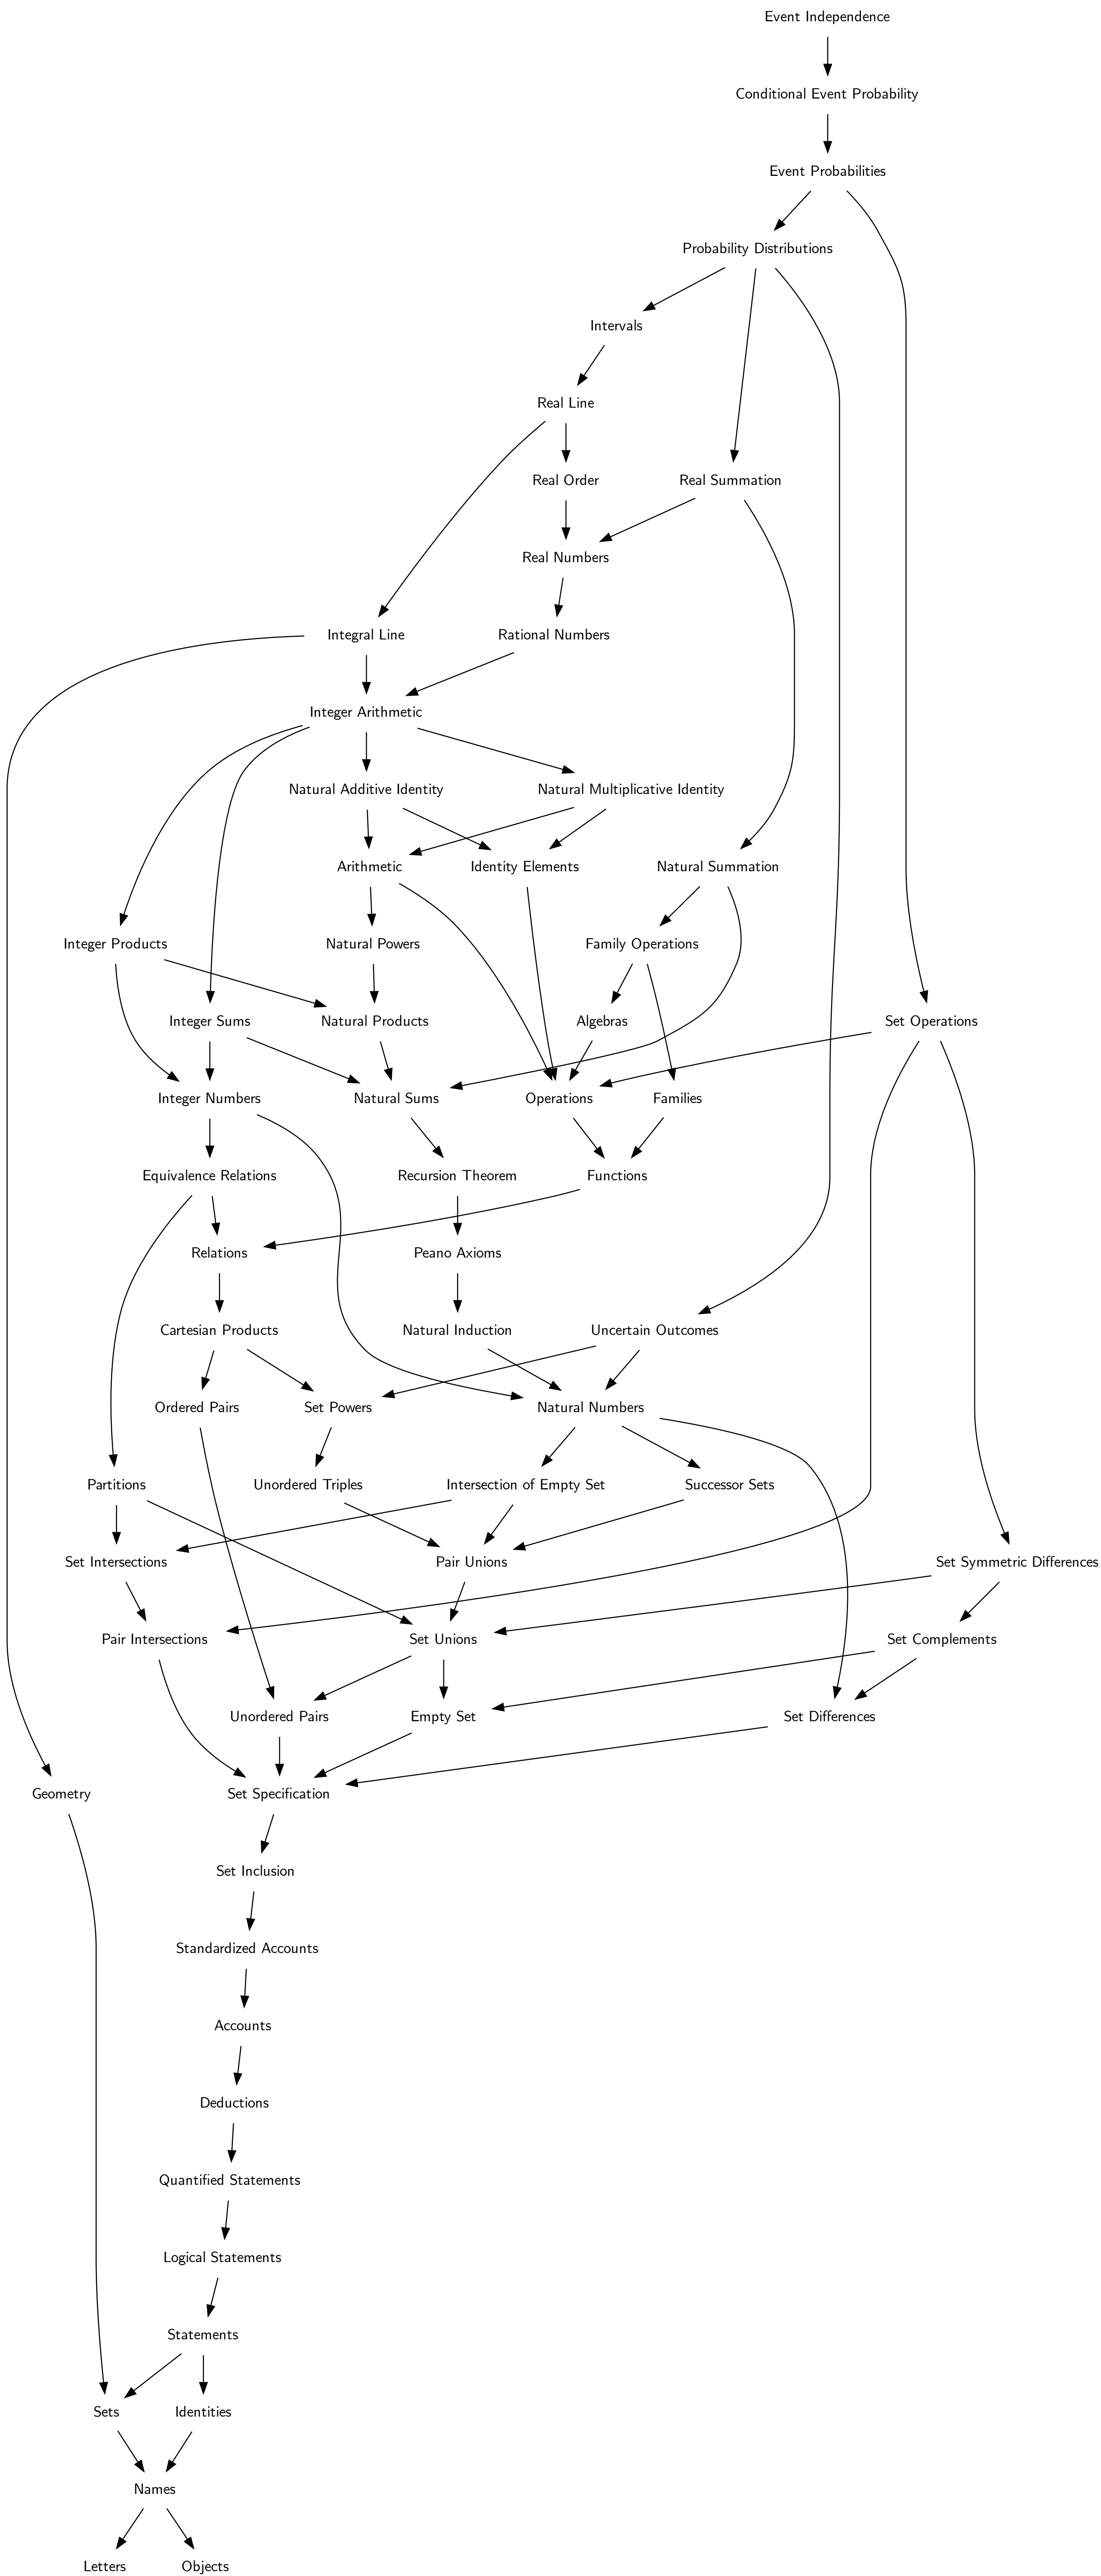 Event Independence
Conditional Event Probability
Event Probabilities
Probability Distributions
Intervals
Real Line
Real Order
Real Summation
Real Numbers
Integral Line
Rational Numbers
Integer Arithmetic
Natural Additive Identity
Natural Multiplicative Identity
Arithmetic
Identity Elements
Natural Summation
Integer Products
Natural Powers
Family Operations
Integer Sums
Natural Products
Algebras
Set Operations
Integer Numbers
Natural Sums
Operations
Families
Equivalence Relations
Recursion Theorem
Functions
Relations
Peano Axioms
Cartesian Products
Natural Induction
Uncertain Outcomes
Ordered Pairs
Set Powers
Natural Numbers
Partitions
Unordered Triples
Intersection of Empty Set
Successor Sets
Set Intersections
Pair Unions
Set Symmetric Differences
Pair Intersections
Set Unions
Set Complements
Unordered Pairs
Empty Set
Set Differences
Geometry
Set Specification
Set Inclusion
Standardized Accounts
Accounts
Deductions
Quantified Statements
Logical Statements
Statements
Sets
Identities
Names
Letters
Objects